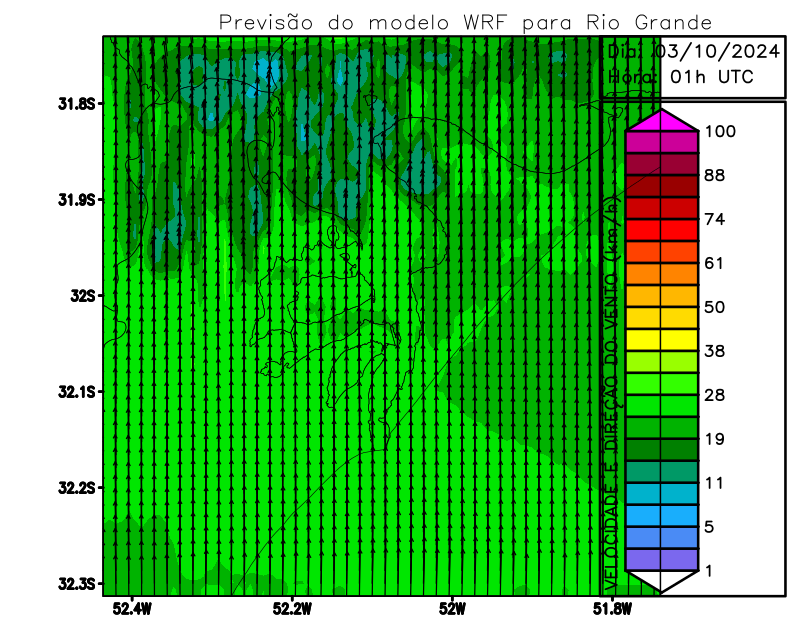 Previsão do modelo WRF para Rio Grande
Dia: 03/10/2024
Hora: 01h UTC
31.8S
31.9S
32S
32.1S
32.2S
32.3S
52.4W
52.2W
52W
51.8W
VELOCIDADE E DIREÇÃO DO VENTO (km/h)
100
88
74
61
50
38
28
19
11
5
1